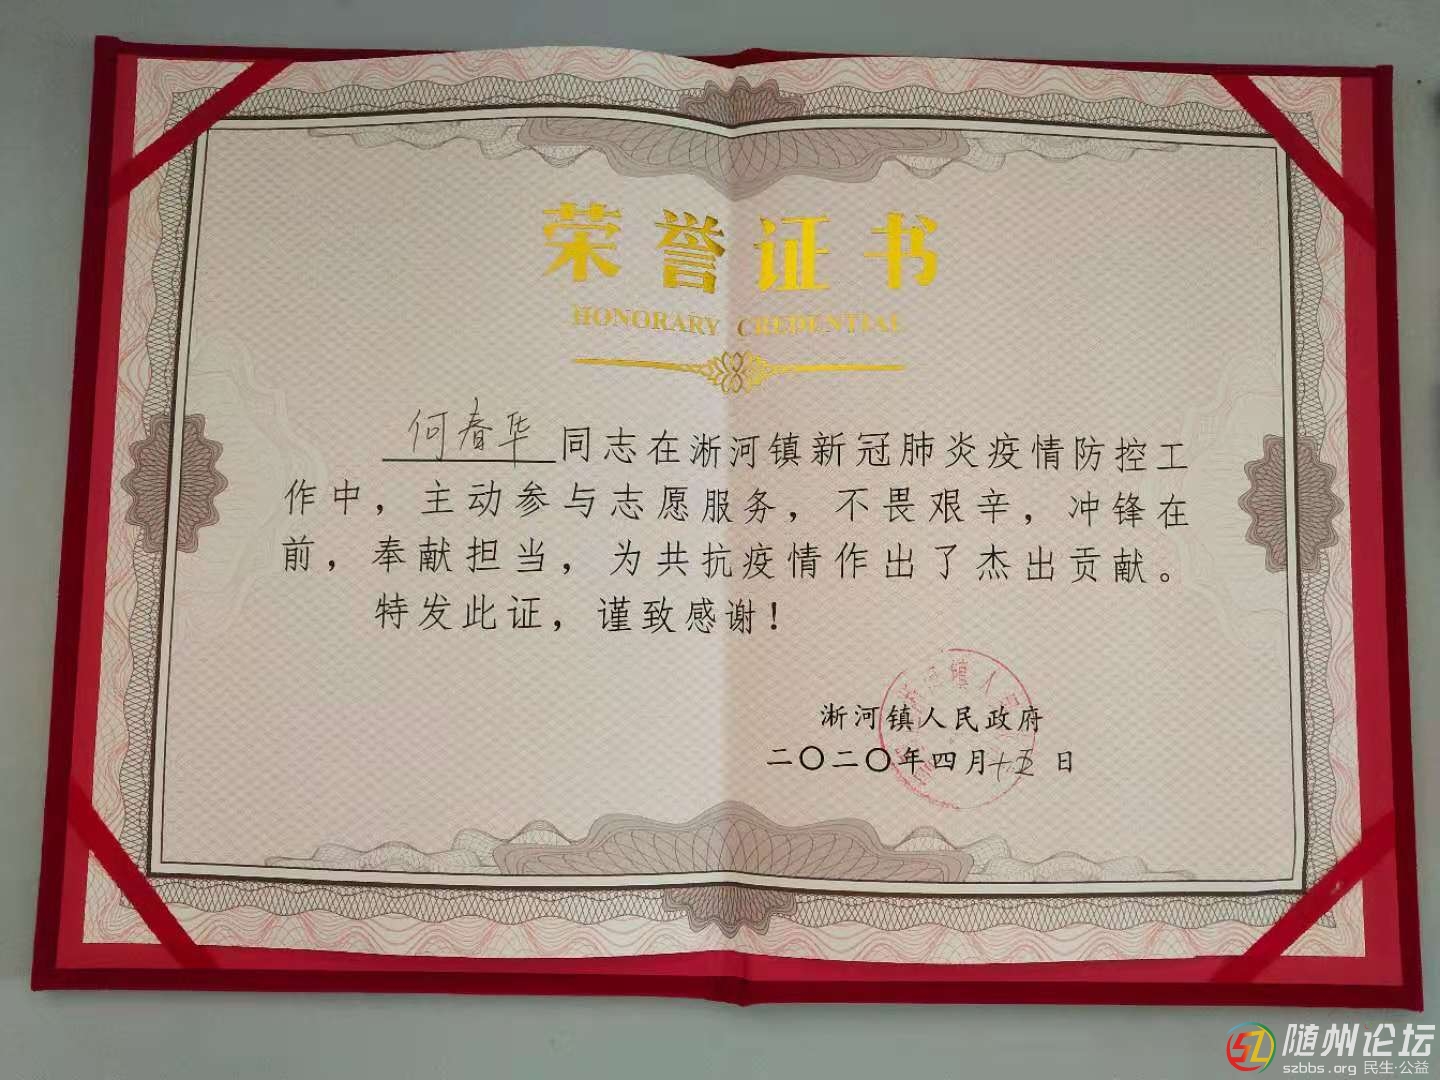 荣誉证书
HONORARY CREDENTIAL
何春华同志在淅河镇新冠肺炎疫情防控工
作中，主动参与志愿服务，不畏艰辛，冲锋在
前，奉献担当，为共抗疫情作出了杰出贡献。
特发此证，谨致感谢！
淅河镇人民政府
二〇二〇年四月十五日
随州论坛
szbbs.org 民生·公益